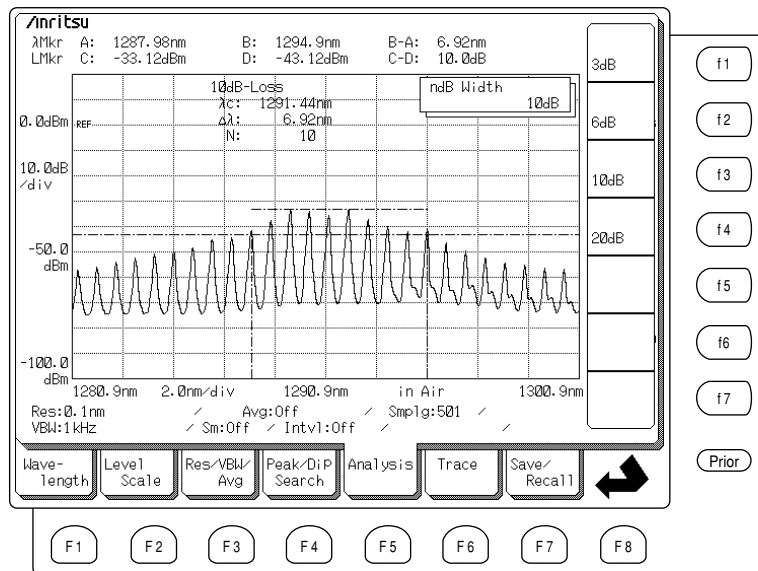 Anritsu
λMkr A: 1287.98nm B: 1294.9nm B-A: 6.92nm
LMkr C: -33.12dBm D: -43.12dBm C-D: 10.0dB
10dB-Loss
λc: 1291.44nm
Δλ: 6.92nm
N: 10
ndB Width
10dB
0.0dBm REF
10.0dB
/div
-50.0
dBm
-100.0
dBm
1280.9nm 2.0nm/div 1290.9nm in Air 1300.9nm
Res:0.1nm / Avg:Off / Smplg:501 /
VBW:1kHz / Sm:Off / Intvl:Off / /
3dB
6dB
10dB
20dB
f1
f2
f3
f4
f5
f6
f7
Prior
Wave-
length
Level
Scale
Res/VBW/
Avg
Peak/Dip
Search
Analysis
Trace
Save/
Recall
F1 F2 F3 F4 F5 F6 F7 F8